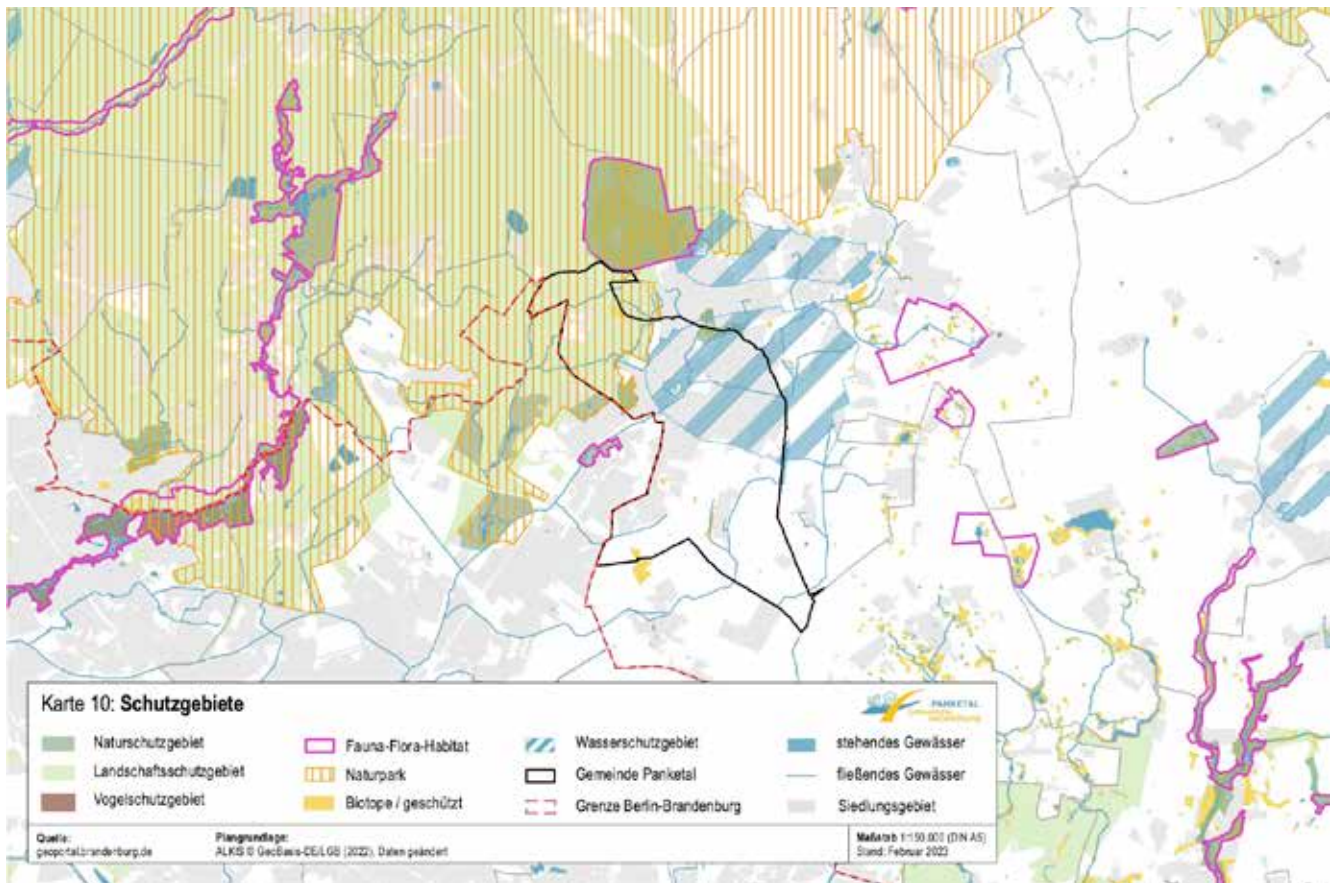 Karte 10: Schutzgebiete
PANKETAL
Naturschutzgebiet
Landschaftsschutzgebiet
Vogelschutzgebiet
Fauna-Flora-Habitat
Naturpark
Biotope / geschützt
Wasserschutzgebiet
Gemeinde Panketal
Grenze Berlin-Brandenburg
stehendes Gewässer
fließendes Gewässer
Siedlungsgebiet
Quelle:
geoportal.brandenburg.de
Plangrundlage:
ALKIS © GeoBasis-DE/LGB (2022), Daten geändert
Maßstab 1:150.000 (DIN A5)
Stand: Februar 2023